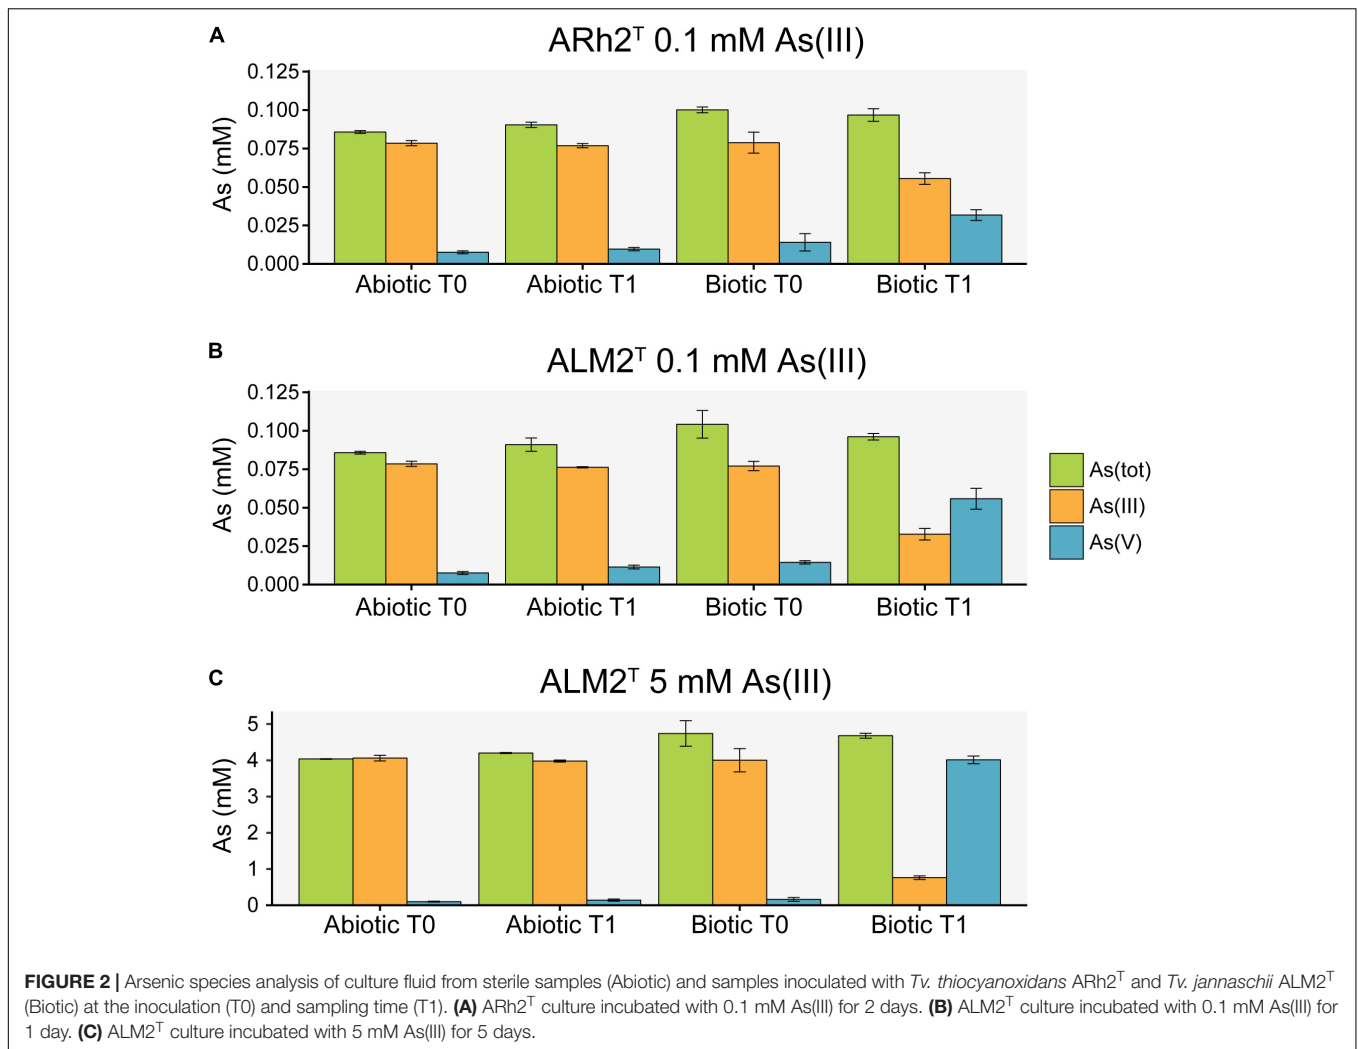 A
ARh2ᵀ 0.1 mM As(III)
As (mM)
0.125
0.100
0.075
0.050
0.025
0.000
Abiotic T0 Abiotic T1 Biotic T0 Biotic T1
B
ALM2ᵀ 0.1 mM As(III)
As (mM)
0.125
0.100
0.075
0.050
0.025
0.000
Abiotic T0 Abiotic T1 Biotic T0 Biotic T1
As(tot)
As(III)
As(V)
C
ALM2ᵀ 5 mM As(III)
As (mM)
5
4
3
2
1
0
Abiotic T0 Abiotic T1 Biotic T0 Biotic T1
FIGURE 2 | Arsenic species analysis of culture fluid from sterile samples (Abiotic) and samples inoculated with Tv. thiocyanoxidans ARh2ᵀ and Tv. jannaschii ALM2ᵀ
(Biotic) at the inoculation (T0) and sampling time (T1). (A) ARh2ᵀ culture incubated with 0.1 mM As(III) for 2 days. (B) ALM2ᵀ culture incubated with 0.1 mM As(III) for
1 day. (C) ALM2ᵀ culture incubated with 5 mM As(III) for 5 days.